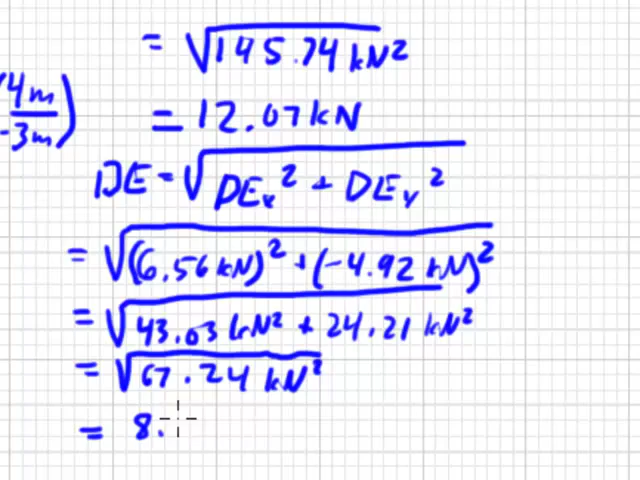 = √145.74 kN²
4m
-3m)
= 12.07 kN
DE = √DEx² + DEy²
= √(6.56 kN)² + (-4.92 kN)²
= √43.03 kN² + 24.21 kN²
= √67.24 kN²
= 8.